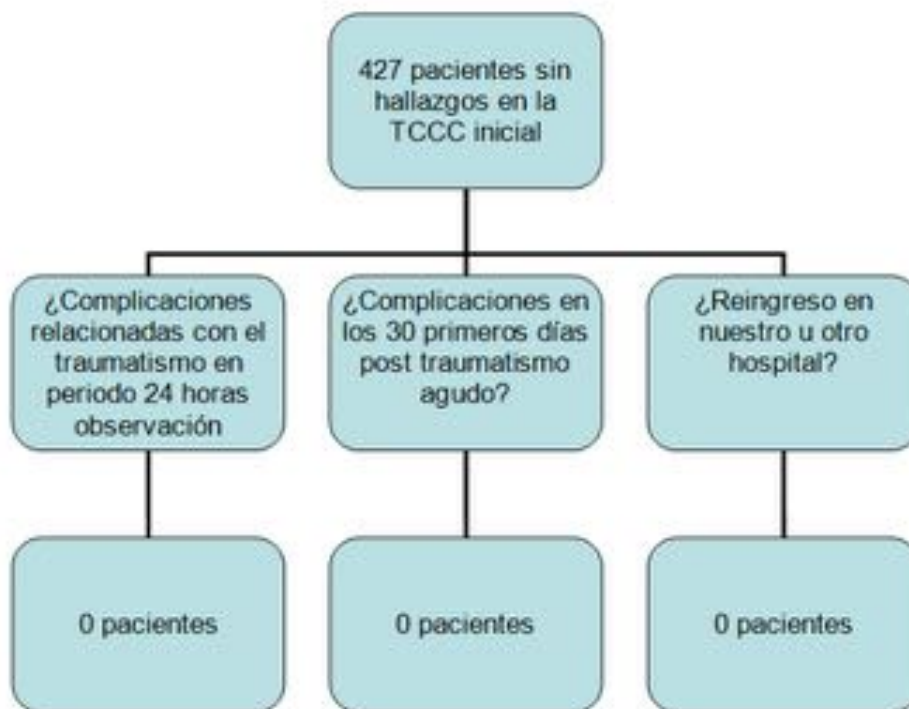 427 pacientes sin
hallazgos en la
TCCC inicial
¿Complicaciones
relacionadas con el
traumatismo en
periodo 24 horas
observación
¿Complicaciones en
los 30 primeros días
post traumatismo
agudo?
¿Reingreso en
nuestro u otro
hospital?
0 pacientes
0 pacientes
0 pacientes